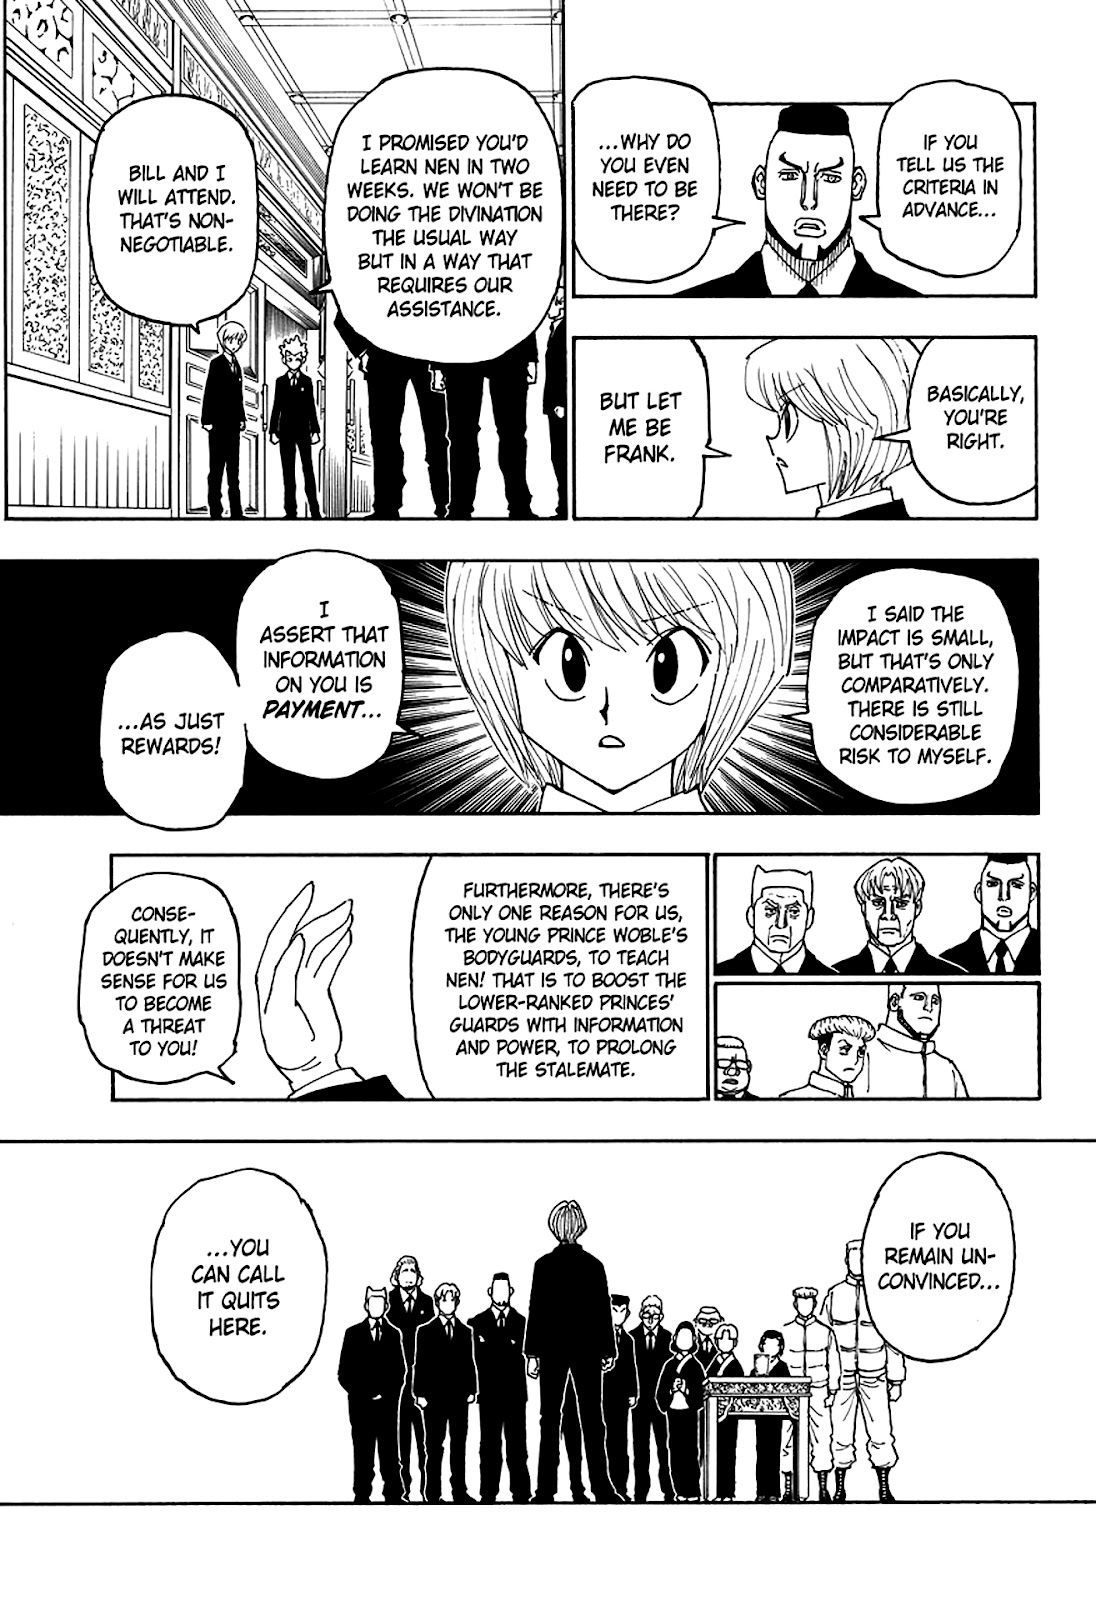 IF YOU
TELL US THE
CRITERIA IN
ADVANCE...
...WHY DO
YOU EVEN
NEED TO BE
THERE?
BASICALLY,
YOU'RE
RIGHT.
BUT LET
ME BE
FRANK.
I PROMISED YOU'D
LEARN NEN IN TWO
WEEKS. WE WON'T BE
DOING THE DIVINATION
THE USUAL WAY
BUT IN A WAY THAT
REQUIRES OUR
ASSISTANCE.
BILL AND I
WILL ATTEND.
THAT'S NON-
NEGOTIABLE.
I SAID THE
IMPACT IS SMALL,
BUT THAT'S ONLY
COMPARATIVELY.
THERE IS STILL
CONSIDERABLE
RISK TO MYSELF.
I
ASSERT THAT
INFORMATION
ON YOU IS
PAYMENT...
...AS JUST
REWARDS!
FURTHERMORE, THERE'S
ONLY ONE REASON FOR US,
THE YOUNG PRINCE WOBLE'S
BODYGUARDS, TO TEACH
NEN! THAT IS TO BOOST THE
LOWER-RANKED PRINCES'
GUARDS WITH INFORMATION
AND POWER, TO PROLONG
THE STALEMATE.
CONSE-
QUENTLY, IT
DOESN'T MAKE
SENSE FOR US
TO BECOME
A THREAT
TO YOU!
IF YOU
REMAIN UN-
CONVINCED...
...YOU
CAN CALL
IT QUITS
HERE.